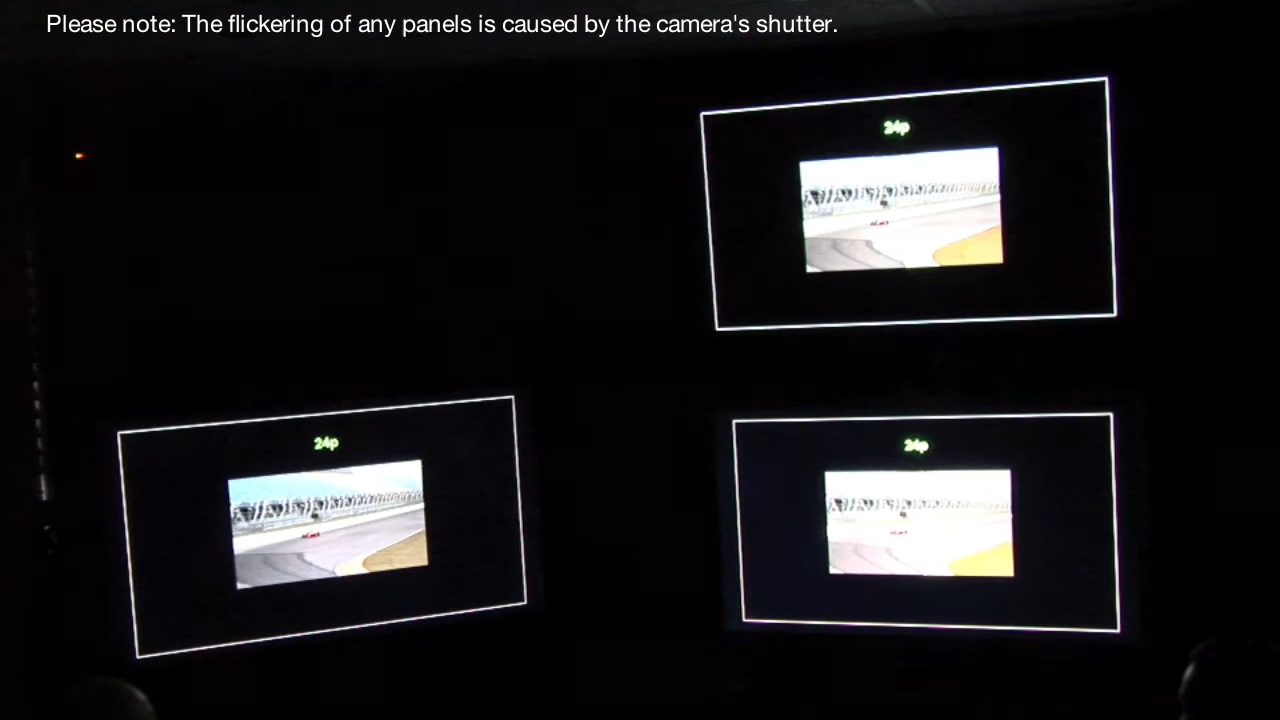 Please note: The flickering of any panels is caused by the camera's shutter.
24p
24p
24p